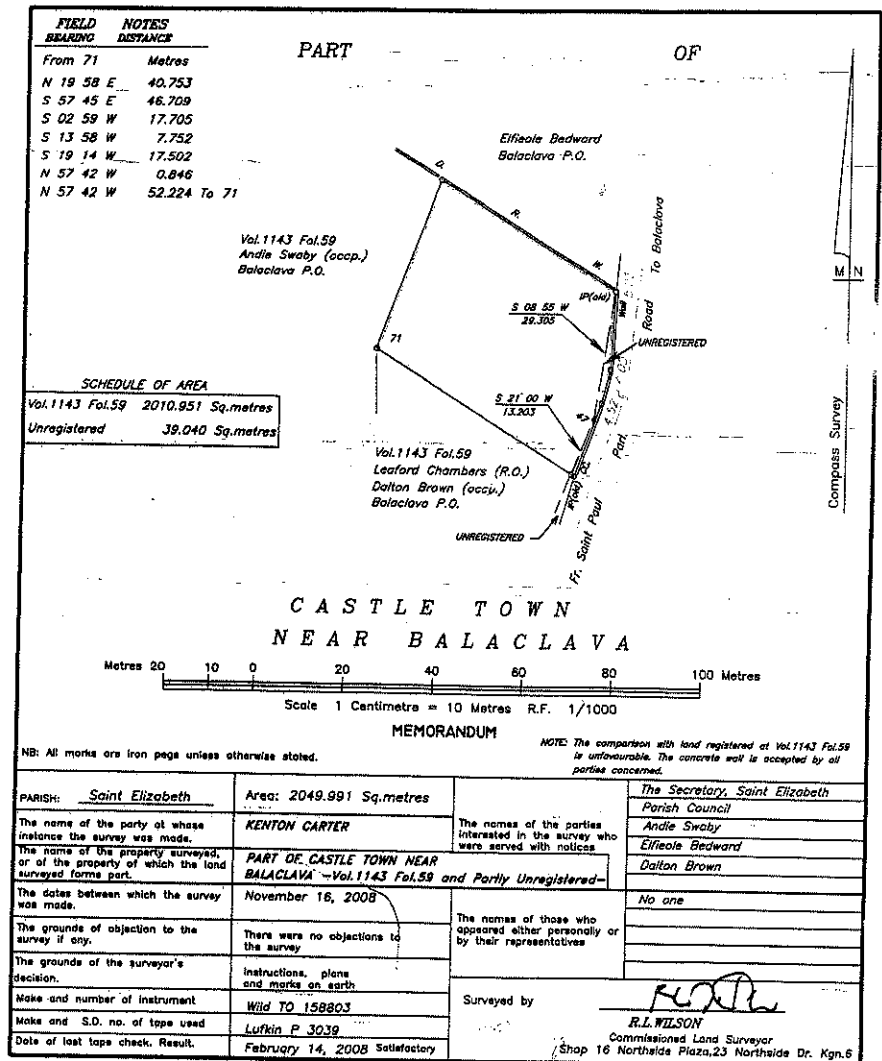 FIELD NOTES
BEARING DISTANCE
From 71 Metres
N 19 58 E 40.753
S 57 45 E 46.709
S 02 59 W 17.705
S 13 58 W 7.752
S 19 14 W 17.502
N 57 42 W 0.846
N 57 42 W 52.224 To 71
PART OF
Elfieole Bedward
Balaclava P.O.
D. R. W.
Vol.1143 Fol.59
Andie Swaby (occp.)
Balaclava P.O.
IP(old)
Wall
Road To Balaclava
M N
S 08 55 W
29.305
UNREGISTERED
71
SCHEDULE OF AREA
Vol.1143 Fol.59 2010.951 Sq.metres
Unregistered 39.040 Sq.metres
S 21 00 W
13.203
Compass Survey
Vol.1143 Fol.59
Leaford Chambers (R.O.)
Dalton Brown (occp.)
Balaclava P.O.
IP(old)
UNREGISTERED
Fr. Saint Paul
CASTLE TOWN
NEAR BALACLAVA
Metres 20 10 0 20 40 60 80 100 Metres
Scale 1 Centimetre = 10 Metres R.F. 1/1000
MEMORANDUM
NB: All marks are iron pegs unless otherwise stated.
NOTE: The comparison with land registered at Vol.1143 Fol.59
is unfavourable. The concrete wall is accepted by all
parties concerned.
PARISH: Saint Elizabeth
Area: 2049.991 Sq.metres
The name of the party at whose
instance the survey was made.
KENTON CARTER
The name of the property surveyed,
or of the property of which the land
surveyed forms part.
PART OF CASTLE TOWN NEAR
BALACLAVA -Vol.1143 Fol.59 and Partly Unregistered-
The dates between which the survey
was made.
November 16, 2008
The grounds of objection to the
survey if any.
There were no objections to
the survey
The grounds of the surveyor's
decision.
Instructions, plans
and marks on earth
Make and number of instrument
Wild TO 158803
Make and S.D. no. of tape used
Lufkin P 3039
Date of last tape check. Result.
February 14, 2008 Satisfactory
The names of the parties
interested in the survey who
were served with notices
The Secretary, Saint Elizabeth
Parish Council
Andie Swaby
Elfieole Bedward
Dalton Brown
The names of those who
appeared either personally or
by their representatives
No one
Surveyed by
R.L.WILSON
Commissioned Land Surveyor
Shop 16 Northside Plaza,23 Northside Dr. Kgn.6